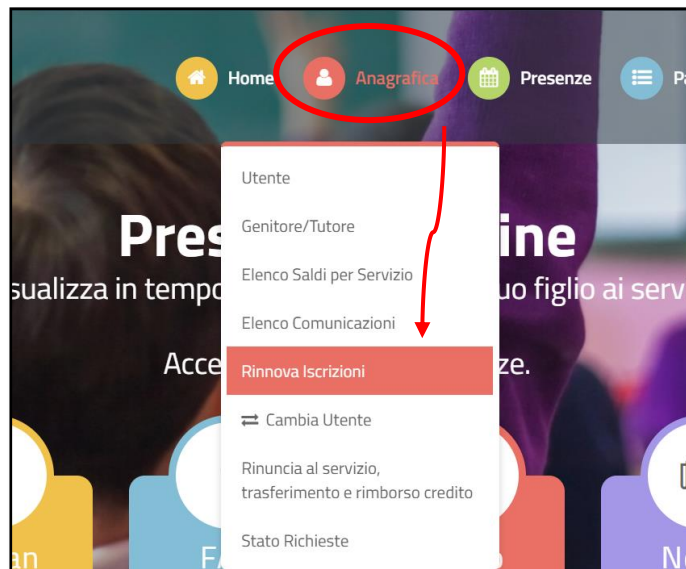 Home Anagrafica Presenze
Utente
Genitore/Tutore
Elenco Saldi per Servizio
Elenco Comunicazioni
Rinnova Iscrizioni
Cambia Utente
Rinuncia al servizio,
trasferimento e rimborso credito
Stato Richieste
Pres ine
sualizza in tempo uo figlio ai serv
Acce ze.